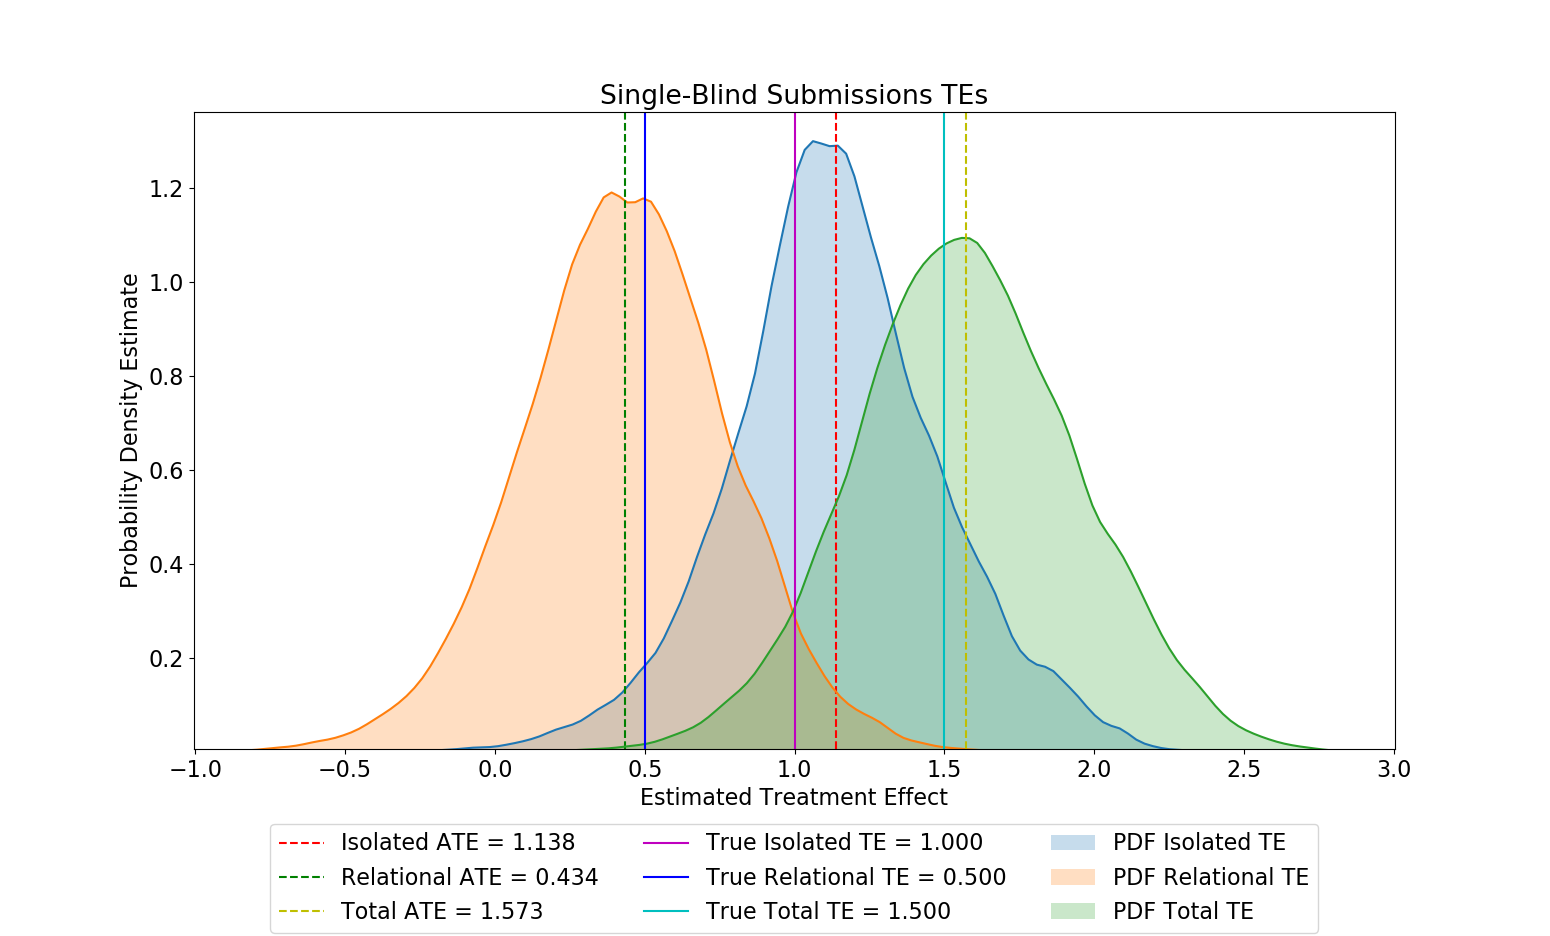 Single-Blind Submissions TEs
Probability Density Estimate
1.2
1.0
0.8
0.6
0.4
0.2
−1.0 −0.5 0.0 0.5 1.0 1.5 2.0 2.5 3.0
Estimated Treatment Effect
Isolated ATE = 1.138 True Isolated TE = 1.000 PDF Isolated TE
Relational ATE = 0.434 True Relational TE = 0.500 PDF Relational TE
Total ATE = 1.573 True Total TE = 1.500 PDF Total TE